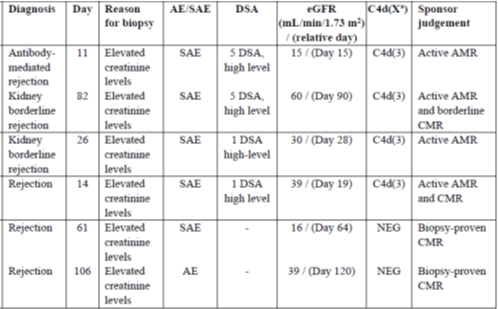 Diagnosis Day Reason AE/SAE DSA eGFR C4d(Xª) Sponsor
for biopsy (mL/min/1.73 m²) judgement
/ (relative day)
Antibody- 11 Elevated SAE 5 DSA, 15 / (Day 15) C4d(3) Active AMR
mediated creatinine high level
rejection levels
Kidney 82 Elevated SAE 5 DSA, 60 / (Day 90) C4d(3) Active AMR
borderline creatinine high level and borderline
rejection levels CMR
Kidney 26 Elevated SAE 1 DSA 30 / (Day 28) C4d(3) Active AMR
borderline creatinine high-level
rejection levels
Rejection 14 Elevated SAE 1 DSA 39 / (Day 19) C4d(3) Active AMR
creatinine high level and CMR
levels
Rejection 61 Elevated SAE - 16 / (Day 64) NEG Biopsy-proven
creatinine CMR
levels
Rejection 106 Elevated AE - 39 / (Day 120) NEG Biopsy-proven
creatinine CMR
levels